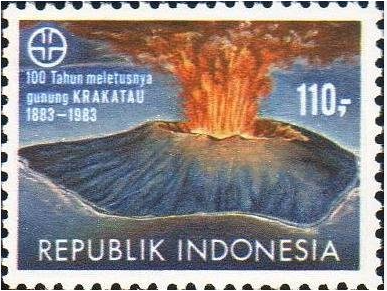 100 Tahun meletusnya
gunung KRAKATAU
1883-1983
110,-
REPUBLIK INDONESIA